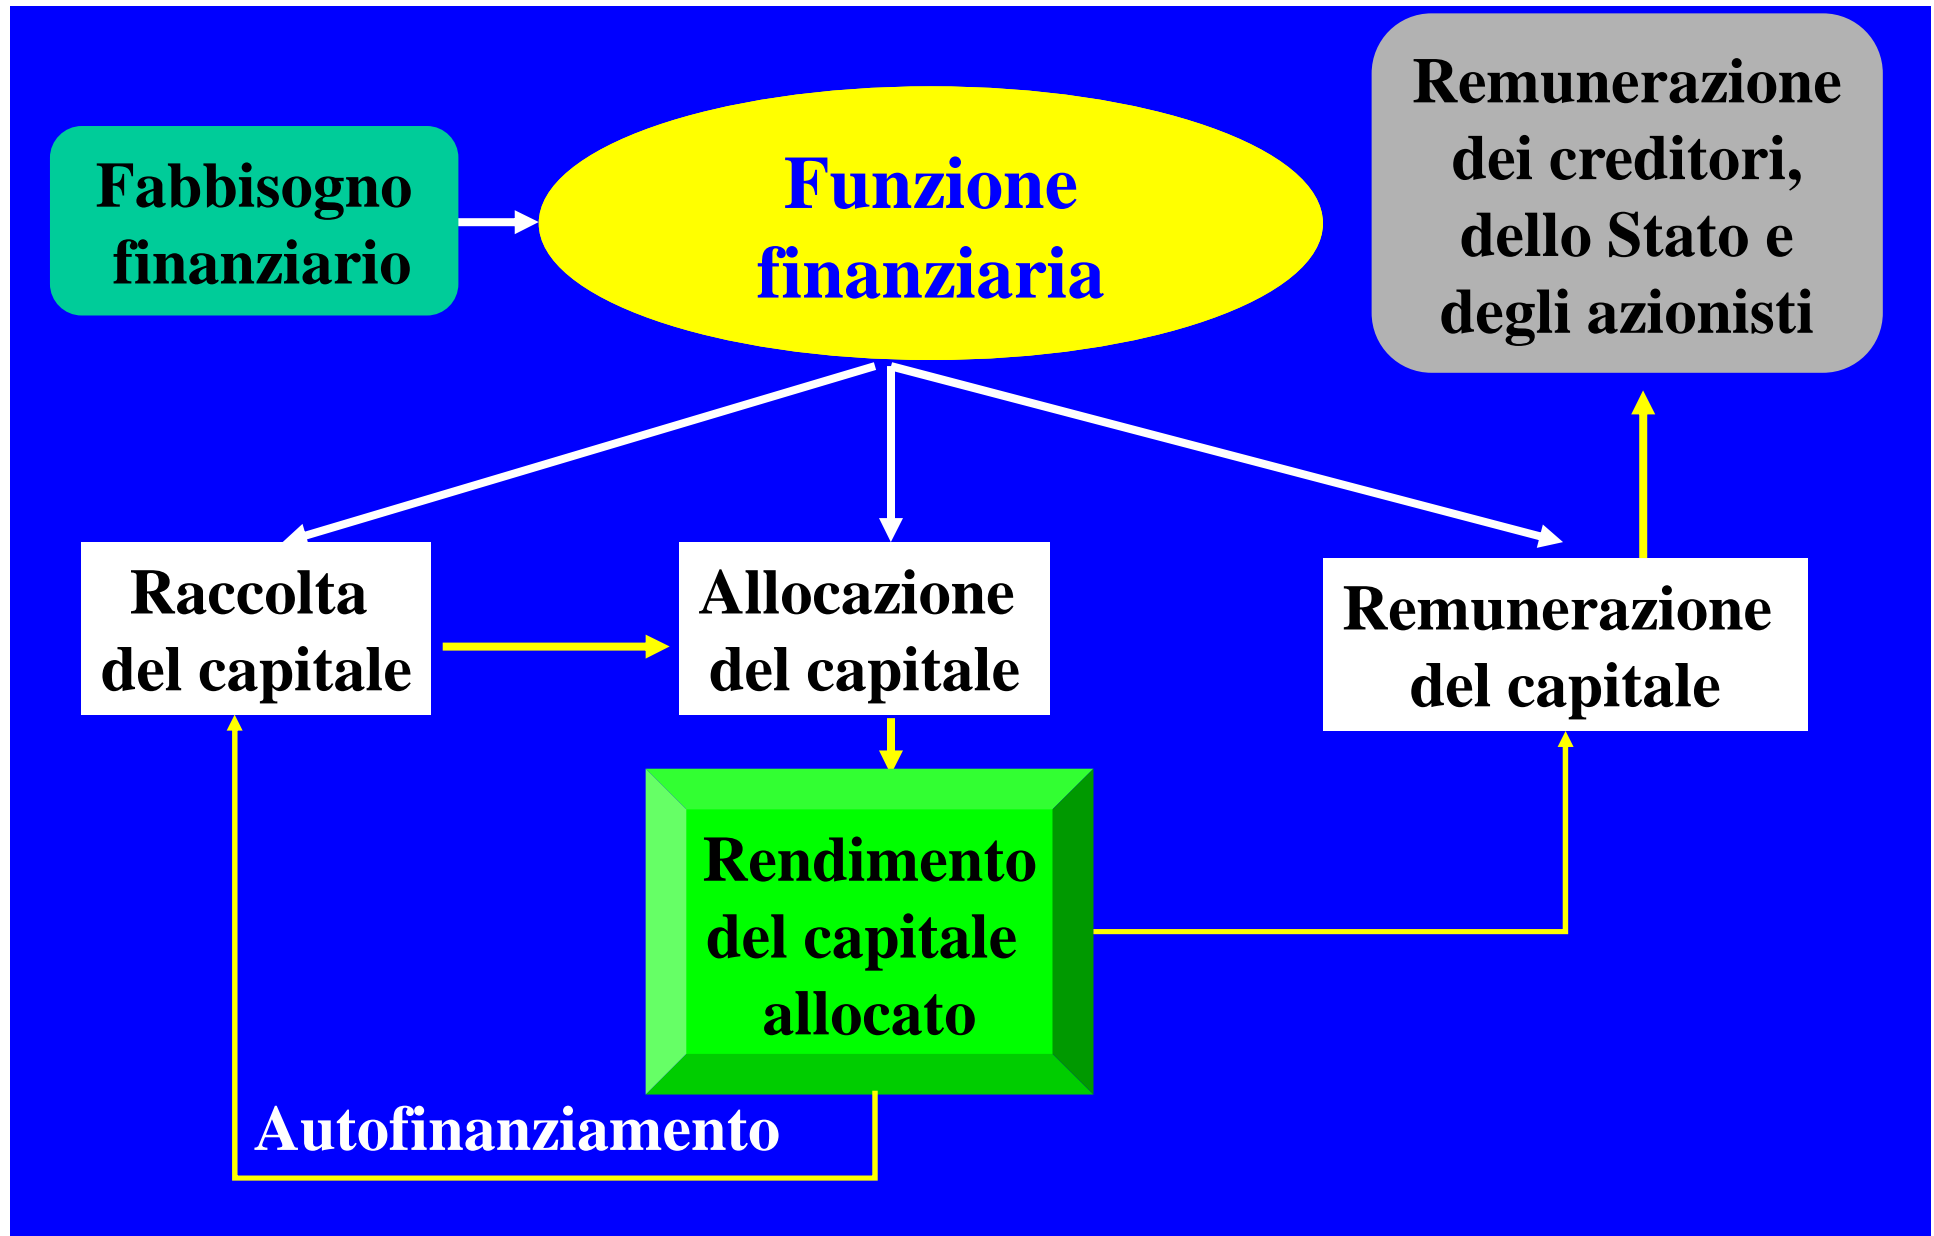 Fabbisogno
finanziario
Funzione
finanziaria
Remunerazione
dei creditori,
dello Stato e
degli azionisti
Raccolta
del capitale
Allocazione
del capitale
Remunerazione
del capitale
Rendimento
del capitale
allocato
Autofinanziamento